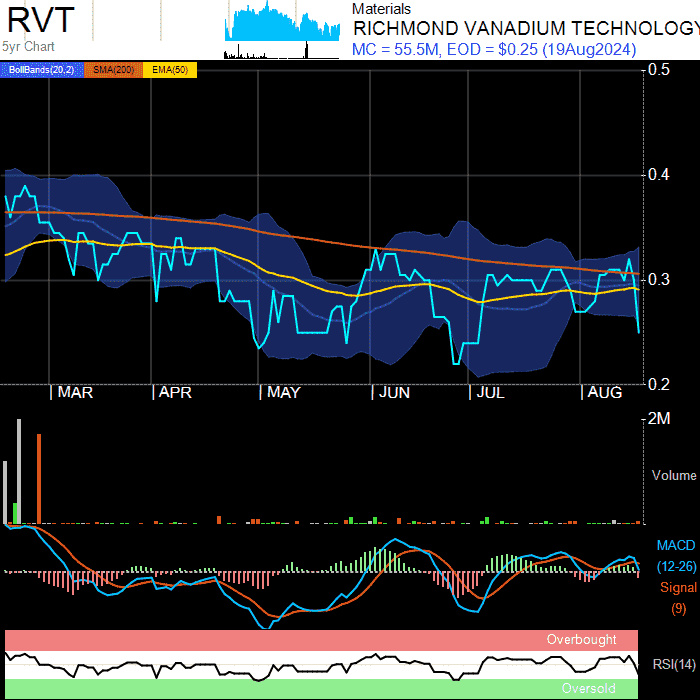 RVT
5yr Chart
Materials
RICHMOND VANADIUM TECHNOLOGY
MC = 55.5M, EOD = $0.25 (19Aug2024)
BollBands(20,2) SMA(200) EMA(50)
0.5
0.4
0.3
0.2
MAR APR MAY JUN JUL AUG
2M
Volume
MACD
(12-26)
Signal
(9)
Overbought
RSI(14)
Oversold